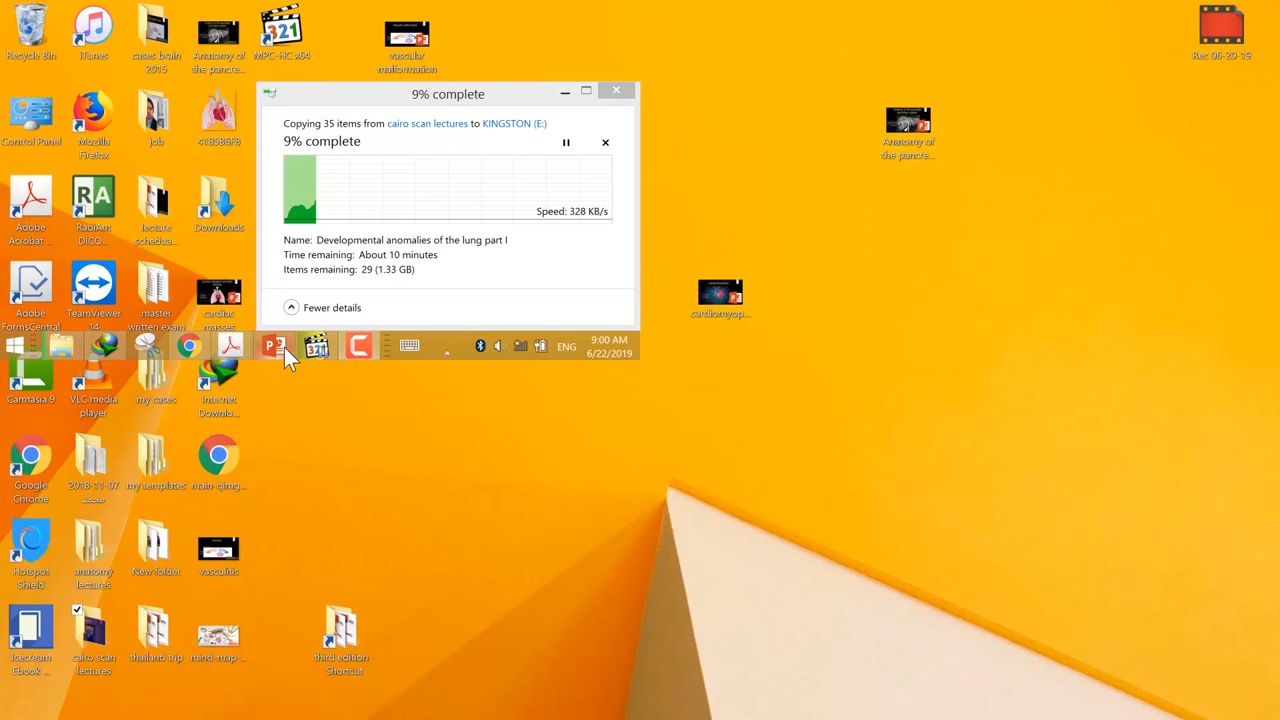 Recycle Bin
iTunes
cases brain
2015
Anatomy of
the pancre...
MPC-HC x64
vascular
malformation
Rec 06-20-19
9% complete
Copying 35 items from cairo scan lectures to KINGSTON (E:)
9% complete
Speed: 328 KB/s
Name: Developmental anomalies of the lung part I
Time remaining: About 10 minutes
Items remaining: 29 (1.33 GB)
Fewer details
Control Panel
Mozilla
Firefox
job
418586F8
Anatomy of
the pancre...
Adobe
Acrobat ...
RadiAnt
DICO...
lecture
schedua...
Downloads
Adobe
FormsCentral
TeamViewer
14
master
written exam
cardiac
masses
cardiomyop...
321
ENG
9:00 AM
6/22/2019
Camtasia 9
VLC media
player
my cases
Internet
Downlo...
Google
Chrome
2018-11-07
محمد
my templates
main-qimg...
Hotspot
Shield
anatomy
lectures
New folder
vasculitis
Icecream
Ebook ...
cairo scan
lectures
thailand trip
mind-map-...
third edition -
Shortcut